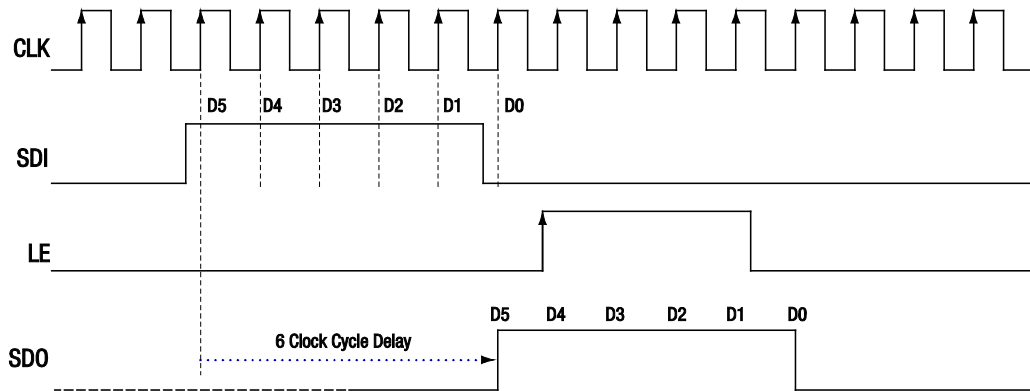 CLK
D5 D4 D3 D2 D1 D0
SDI
LE
D5 D4 D3 D2 D1 D0
6 Clock Cycle Delay
SDO